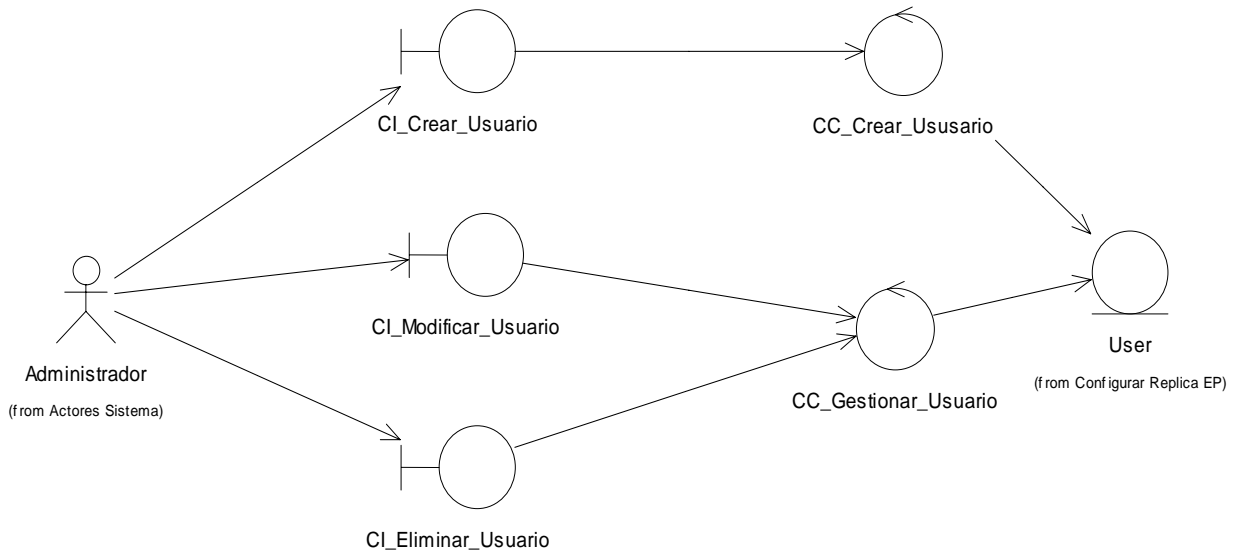 CI_Crear_Usuario
CC_Crear_Ususario
CI_Modificar_Usuario
Administrador
(from Actores Sistema)
User
(from Configurar Replica EP)
CC_Gestionar_Usuario
CI_Eliminar_Usuario